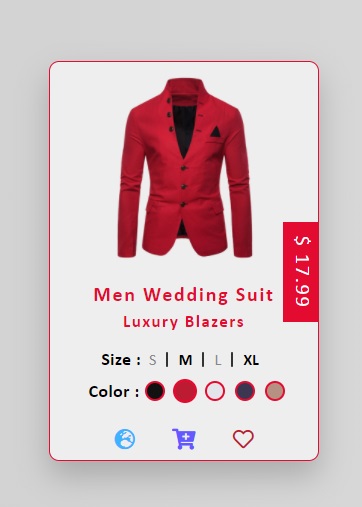 $ 17.99
Men Wedding Suit
Luxury Blazers
Size : S | M | L | XL
Color :